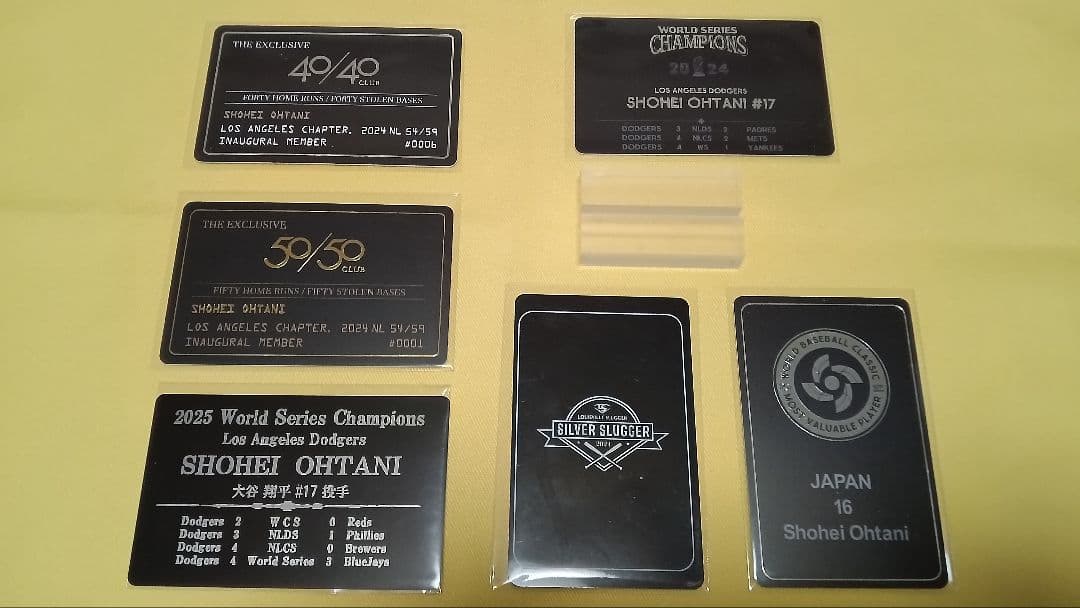 THE EXCLUSIVE
40/40
CLUB
FORTY HOME RUNS / FORTY STOLEN BASES
SHOHEI OHTANI
LOS ANGELES CHAPTER, 2024 NL 54/59
INAUGURAL MEMBER #0006
WORLD SERIES
CHAMPIONS
2024
LOS ANGELES DODGERS
SHOHEI OHTANI #17
DODGERS 3 NLDS 2 PADRES
DODGERS 4 NLCS 2 METS
DODGERS 4 WS 1 YANKEES
THE EXCLUSIVE
50/50
CLUB
FIFTY HOME RUNS / FIFTY STOLEN BASES
SHOHEI OHTANI
LOS ANGELES CHAPTER, 2024 NL 54/59
INAUGURAL MEMBER #0001
2025 World Series Champions
Los Angeles Dodgers
SHOHEI OHTANI
大谷 翔平 #17 投手
Dodgers 2 WCS 0 Reds
Dodgers 3 NLDS 1 Phillies
Dodgers 4 NLCS 0 Brewers
Dodgers 4 World Series 3 BlueJays
LOUISVILLE SLUGGER
SILVER SLUGGER
WORLD BASEBALL CLASSIC
MOST VALUABLE PLAYER
JAPAN
16
Shohei Ohtani